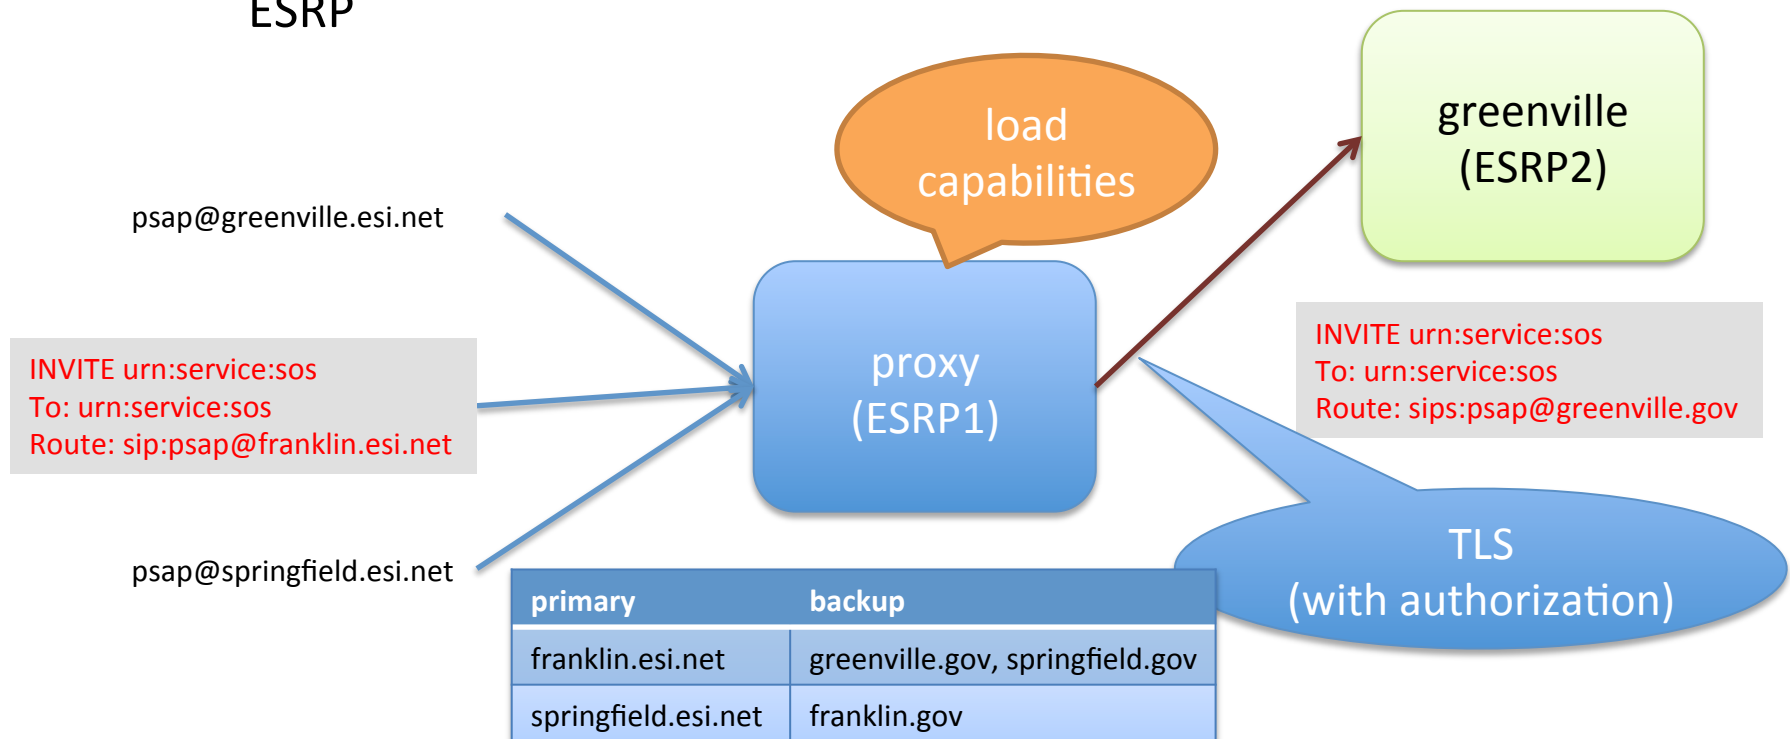 ESRP
load
capabilities
greenville
(ESRP2)
psap@greenville.esi.net
INVITE urn:service:sos
To: urn:service:sos
Route: sip:psap@franklin.esi.net
proxy
(ESRP1)
INVITE urn:service:sos
To: urn:service:sos
Route: sips:psap@greenville.gov
psap@springfield.esi.net
TLS
(with authorization)
primary backup
franklin.esi.net greenville.gov, springfield.gov
springfield.esi.net franklin.gov